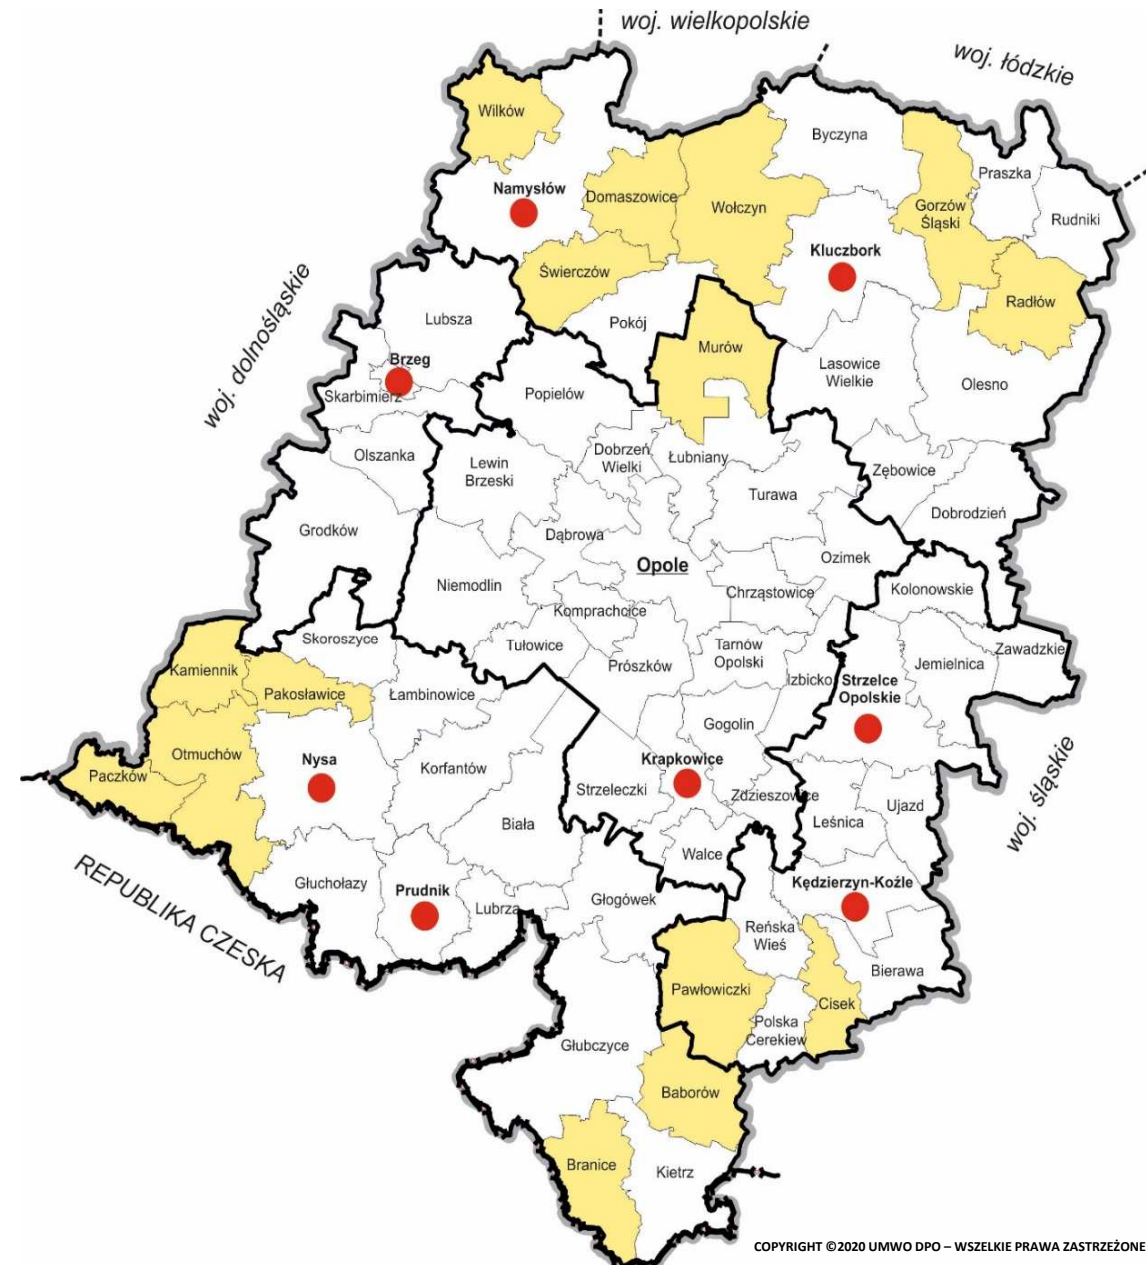 woj. wielkopolskie
woj. łódzkie
Wilków
Byczyna
Praszka
Namysłów
Domaszowice
Wołczyn
Gorzów
Śląski
Rudniki
Kluczbork
Świerczów
Radłów
woj. dolnośląskie
Lubsza
Pokój
Murów
Brzeg
Lasowice
Wielkie
Olesno
Skarbimierz
Popielów
Olszanka
Lewin
Brzeski
Dobrzeń
Wielki
Łubniany
Zębowice
Turawa
Dobrodzień
Grodków
Dąbrowa
Ozimek
Opole
Niemodlin
Chrząstowice
Kolonowskie
Komprachcice
Skoroszyce
Tułowice
Prószków
Tarnów
Opolski
Izbicko
Strzelce
Opolskie
Jemielnica
Zawadzkie
Kamiennik
Pakosławice
Łambinowice
Gogolin
Otmuchów
Nysa
Korfantów
Krapkowice
Paczków
Strzeleczki
Zdzieszowice
Ujazd
woj. śląskie
Biała
Leśnica
Walce
REPUBLIKA CZESKA
Głuchołazy
Prudnik
Lubrza
Głogówek
Kędzierzyn-Koźle
Reńska
Wieś
Bierawa
Pawłowiczki
Cisek
Polska
Cerekiew
Głubczyce
Baborów
Branice
Kietrz
COPYRIGHT ©2020 UMWO DPO – WSZELKIE PRAWA ZASTRZEŻONE